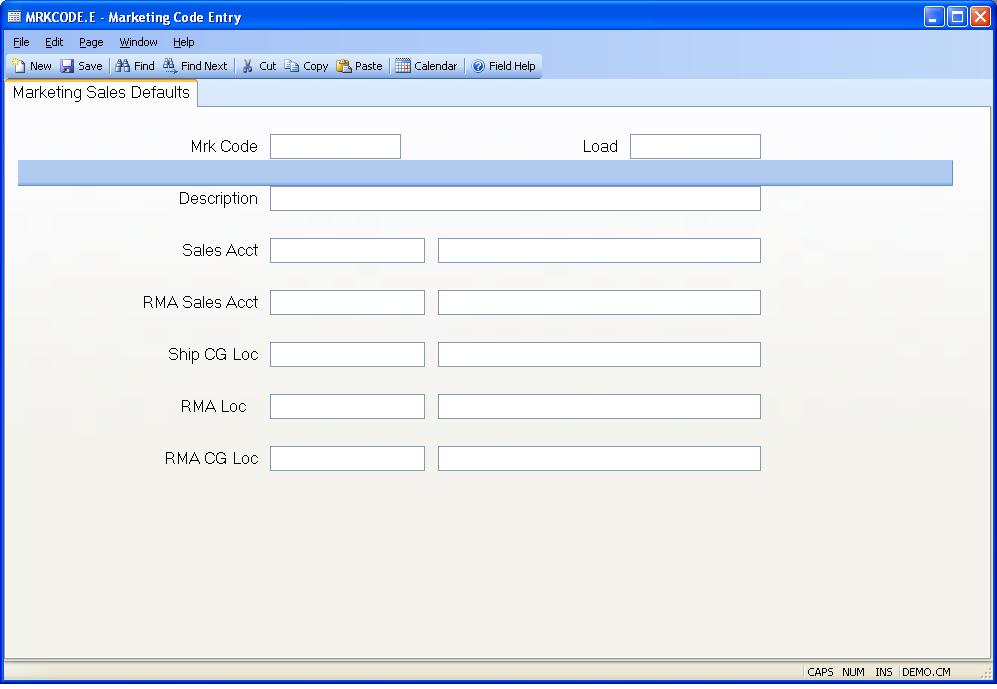 MRKCODE.E - Marketing Code Entry
File Edit Page Window Help
New Save Find Find Next Cut Copy Paste Calendar Field Help
Marketing Sales Defaults
Mrk Code Load
Description
Sales Acct
RMA Sales Acct
Ship CG Loc
RMA Loc
RMA CG Loc
CAPS NUM INS DEMO.CM